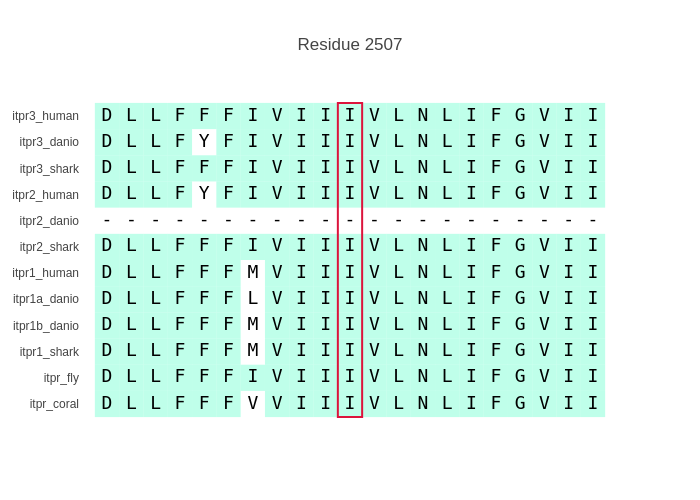 Residue 2507
itpr3_human D L L F F F I V I I I V L N L I F G V I I
itpr3_danio D L L F Y F I V I I I V L N L I F G V I I
itpr3_shark D L L F F F I V I I I V L N L I F G V I I
itpr2_human D L L F Y F I V I I I V L N L I F G V I I
itpr2_danio - - - - - - - - - - - - - - - - - - - - -
itpr2_shark D L L F F F I V I I I V L N L I F G V I I
itpr1_human D L L F F F M V I I I V L N L I F G V I I
itpr1a_danio D L L F F F L V I I I V L N L I F G V I I
itpr1b_danio D L L F F F M V I I I V L N L I F G V I I
itpr1_shark D L L F F F M V I I I V L N L I F G V I I
itpr_fly D L L F F F I V I I I V L N L I F G V I I
itpr_coral D L L F F F V V I I I V L N L I F G V I I